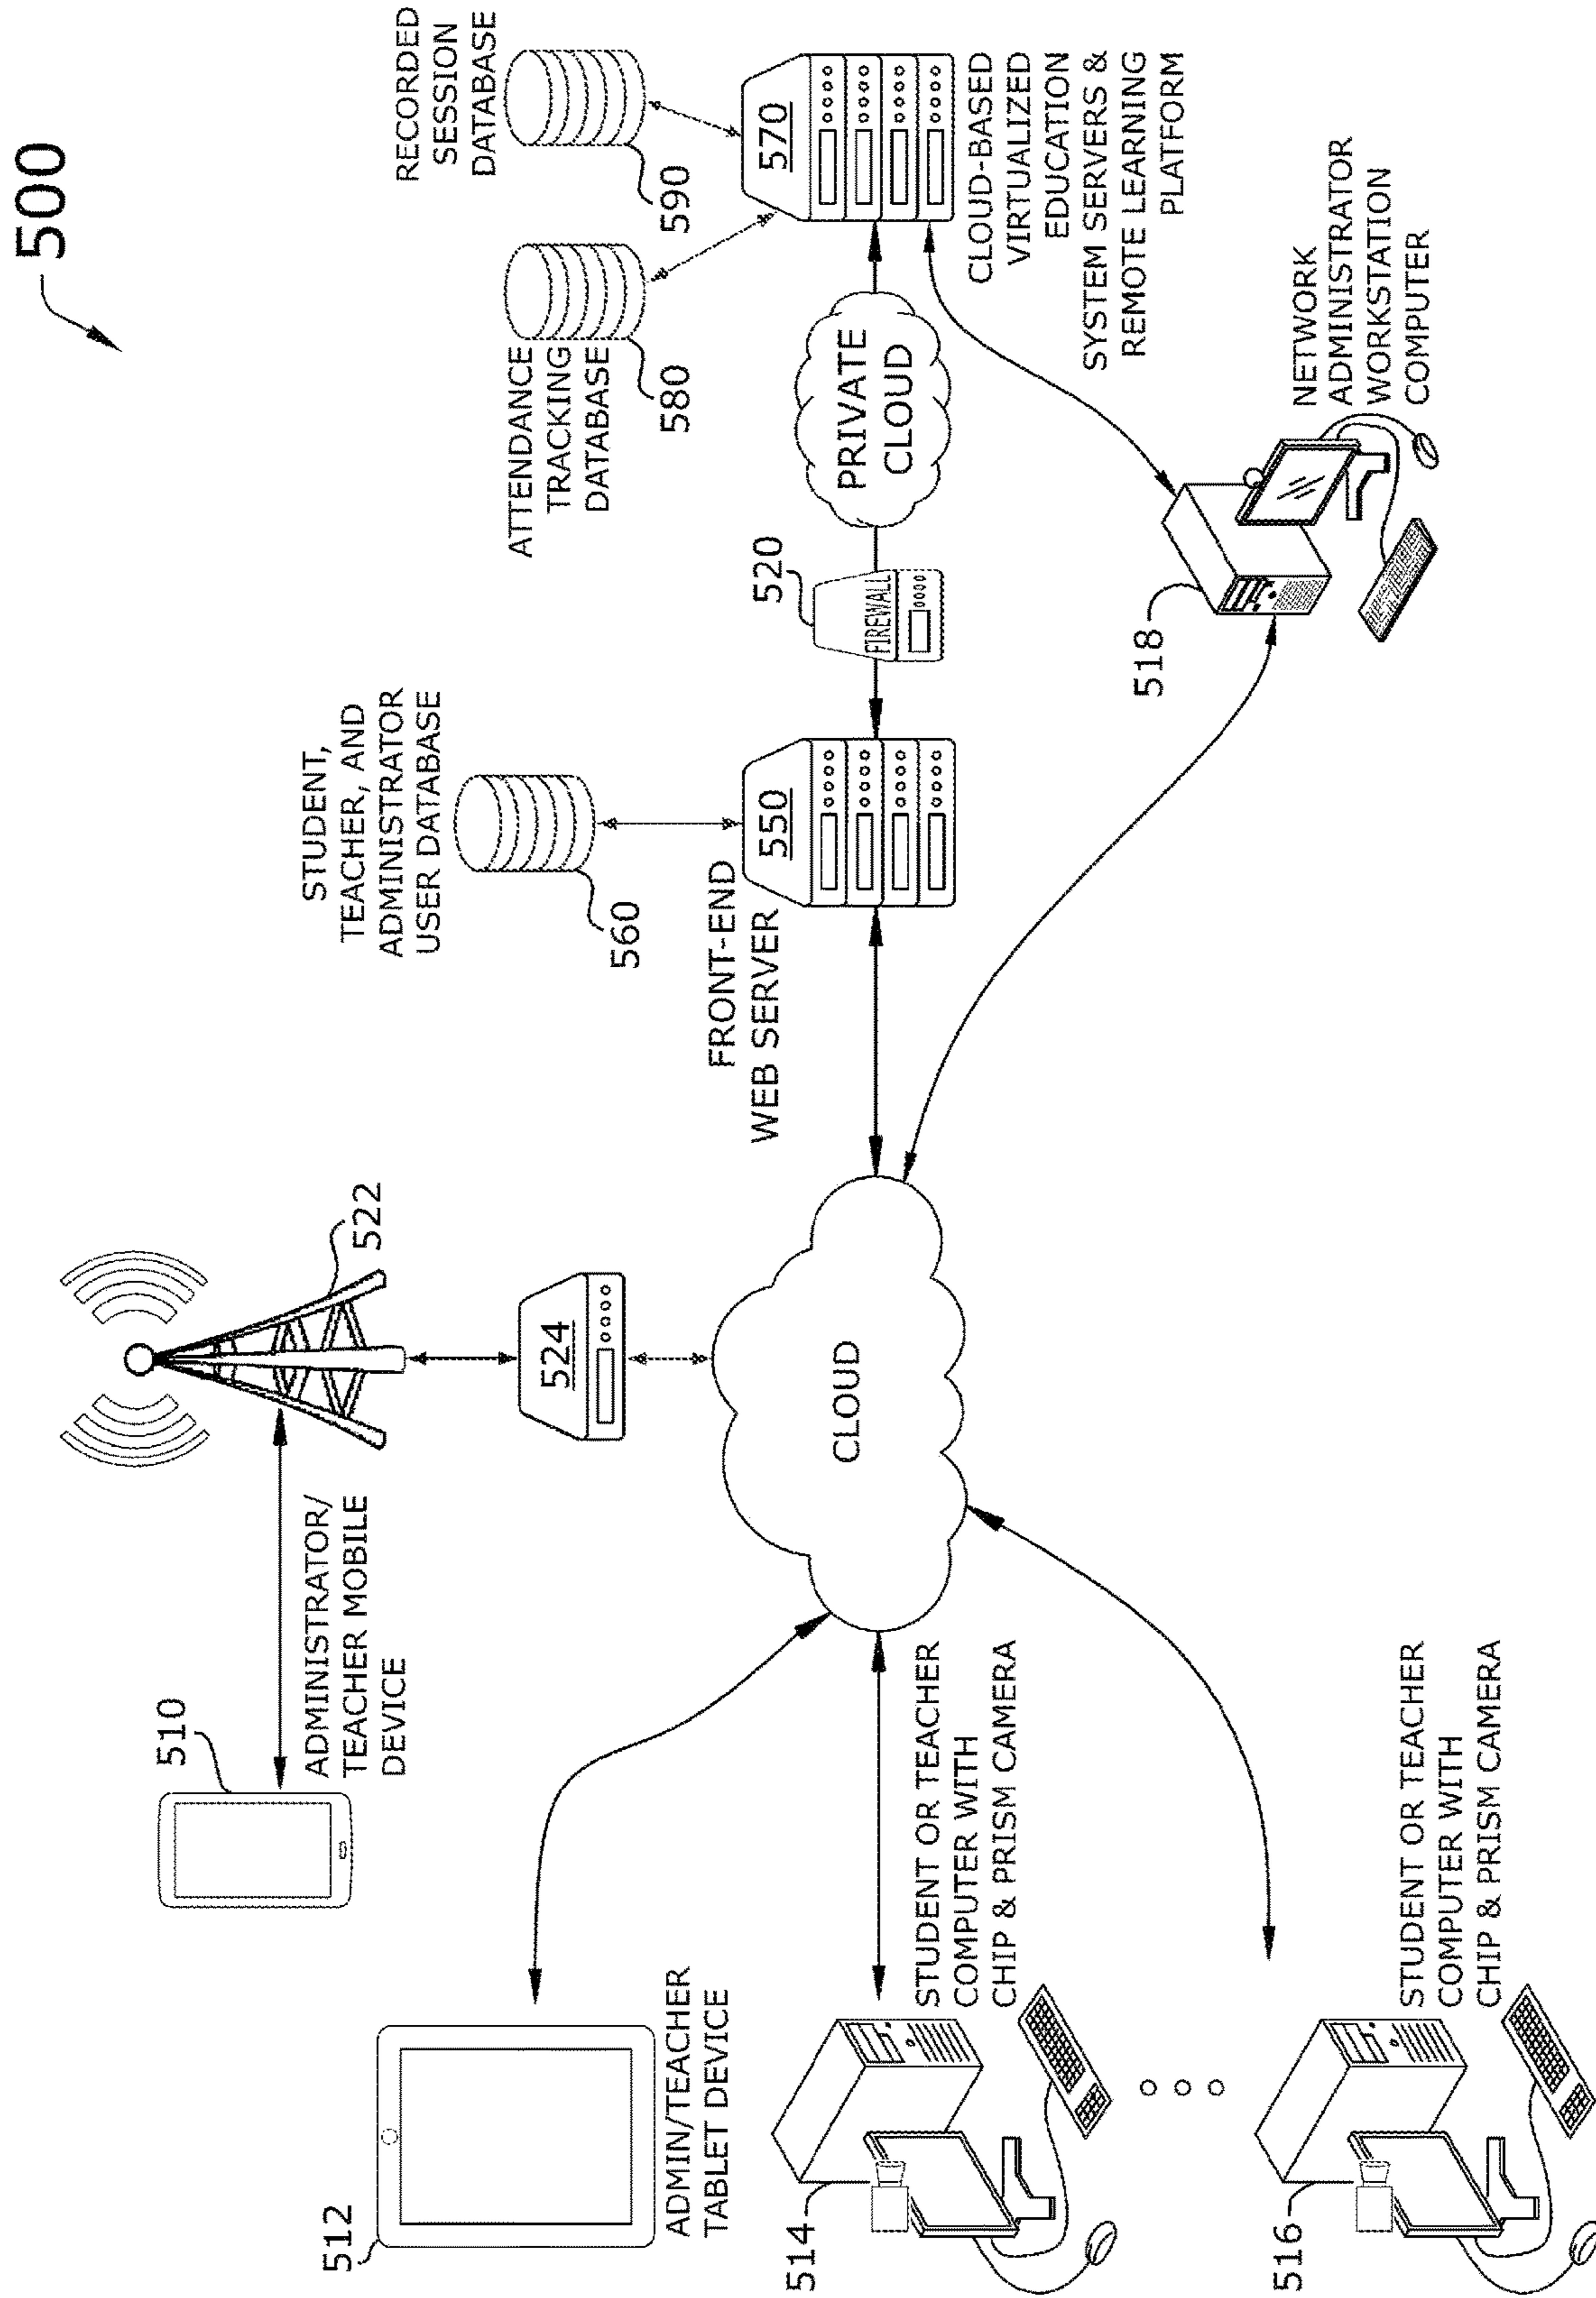 500
510
ADMINISTRATOR/
TEACHER MOBILE
DEVICE
522
524
512
ADMIN/TEACHER
TABLET DEVICE
CLOUD
514
STUDENT OR TEACHER
COMPUTER WITH
CHIP & PRISM CAMERA
516
STUDENT OR TEACHER
COMPUTER WITH
CHIP & PRISM CAMERA
STUDENT,
TEACHER, AND
ADMINISTRATOR
USER DATABASE
560
FRONT-END
WEB SERVER
550
520
FIREWALL
PRIVATE
CLOUD
ATTENDANCE
TRACKING
DATABASE
580
RECORDED
SESSION
DATABASE
590
570
CLOUD-BASED
VIRTUALIZED
EDUCATION
SYSTEM SERVERS &
REMOTE LEARNING
PLATFORM
518
NETWORK
ADMINISTRATOR
WORKSTATION
COMPUTER